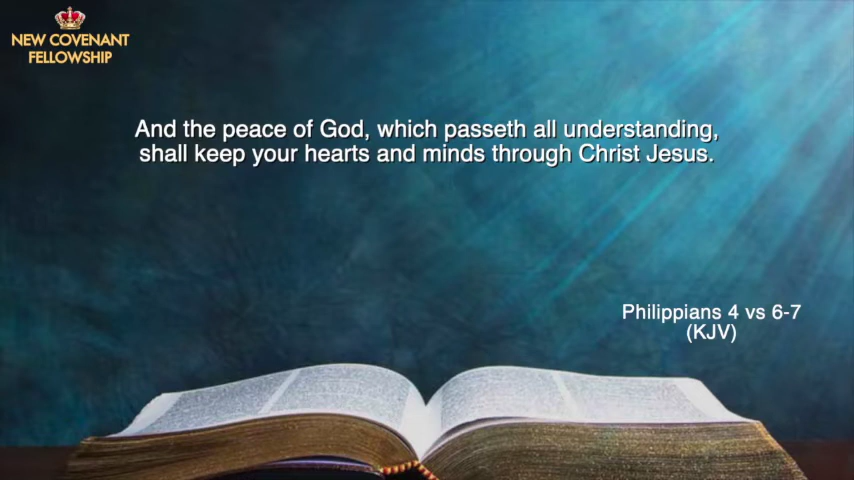 NEW COVENANT
FELLOWSHIP
And the peace of God, which passeth all understanding,
shall keep your hearts and minds through Christ Jesus.
Philippians 4 vs 6-7
(KJV)